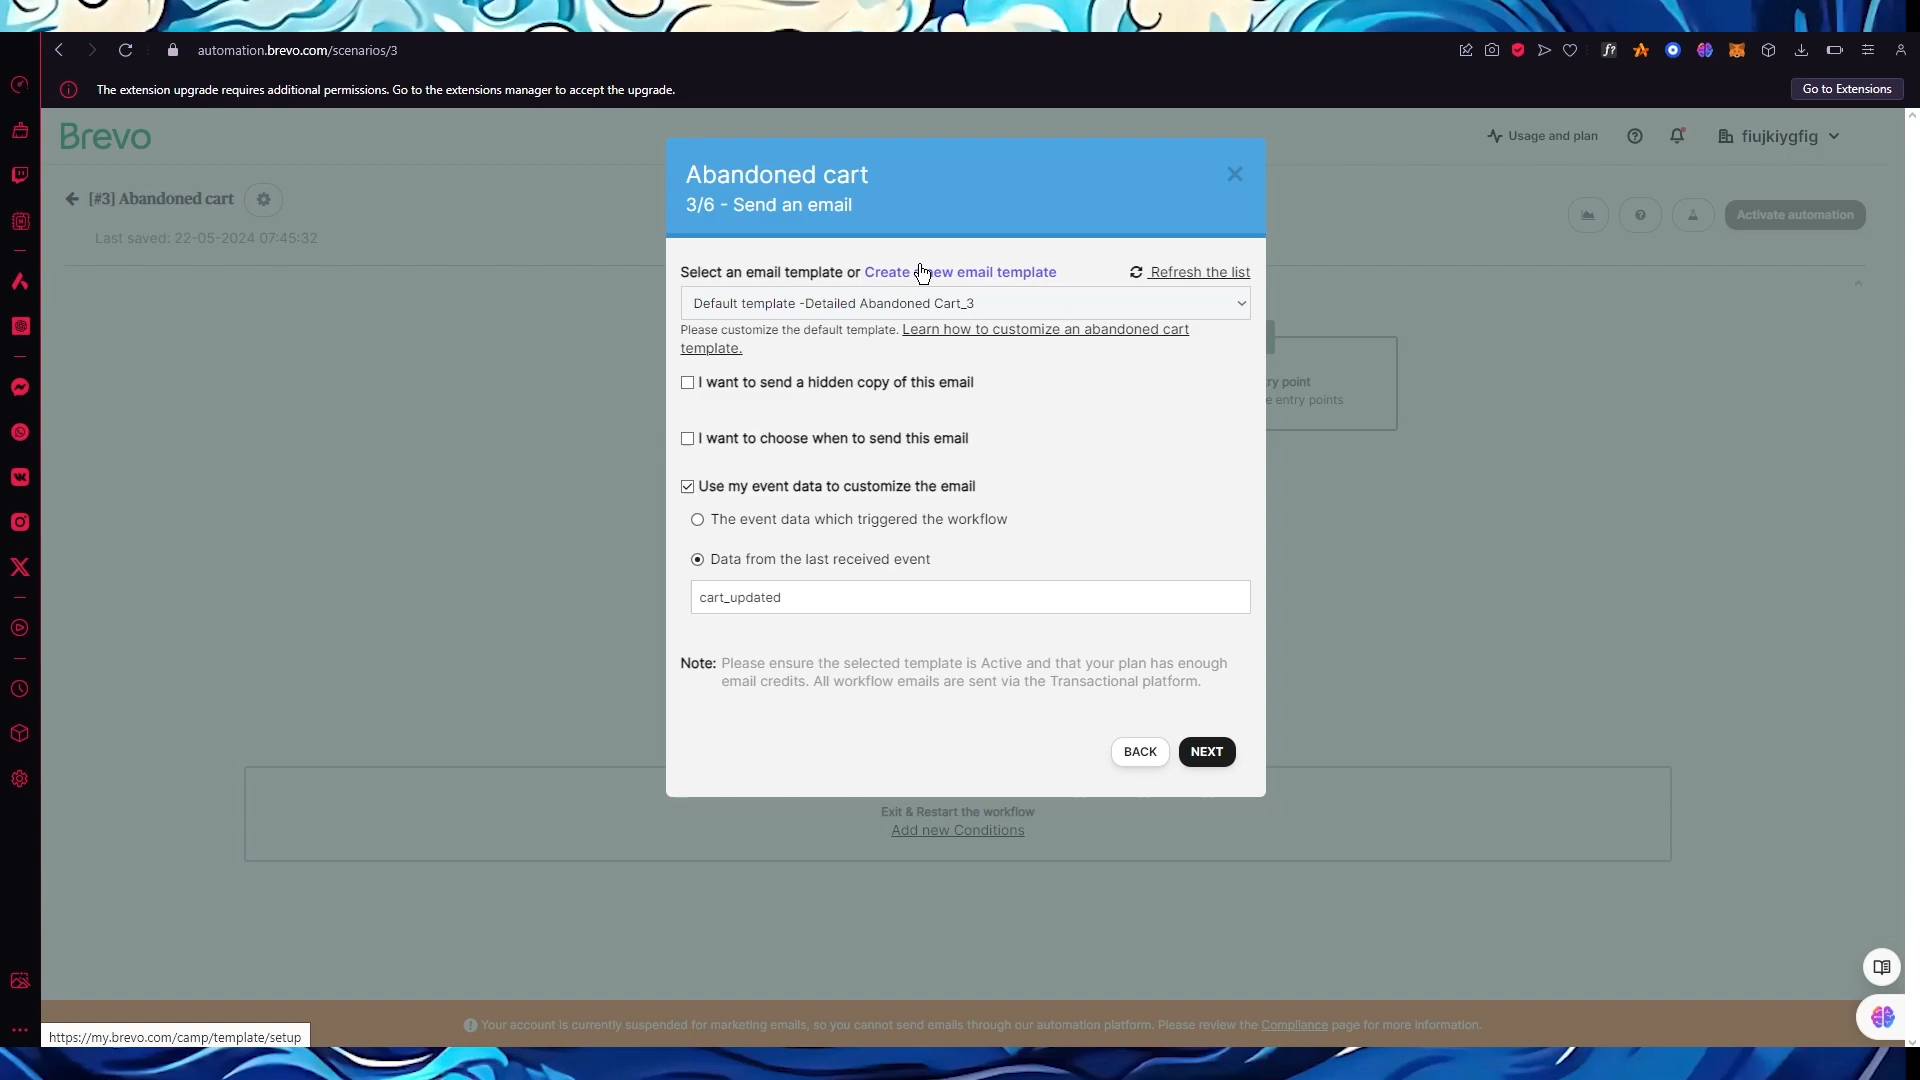 automation.brevo.com/scenarios/3
The extension upgrade requires additional permissions. Go to the extensions manager to accept the upgrade.
Go to Extensions
Brevo
Usage and plan
fiujkiygfig
[#3] Abandoned cart
Last saved: 22-05-2024 07:45:32
Activate automation
Abandoned cart
3/6 - Send an email
Select an email template or Create new email template
Refresh the list
Default template -Detailed Abandoned Cart_3
Please customize the default template. Learn how to customize an abandoned cart
template.
ry point
e entry points
I want to send a hidden copy of this email
I want to choose when to send this email
Use my event data to customize the email
The event data which triggered the workflow
Data from the last received event
cart_updated
Note: Please ensure the selected template is Active and that your plan has enough
email credits. All workflow emails are sent via the Transactional platform.
BACK
NEXT
Exit & Restart the workflow
Add new Conditions
Your account is currently suspended for marketing emails, so you cannot send emails through our automation platform. Please review the Compliance page for more information.
https://my.brevo.com/camp/template/setup